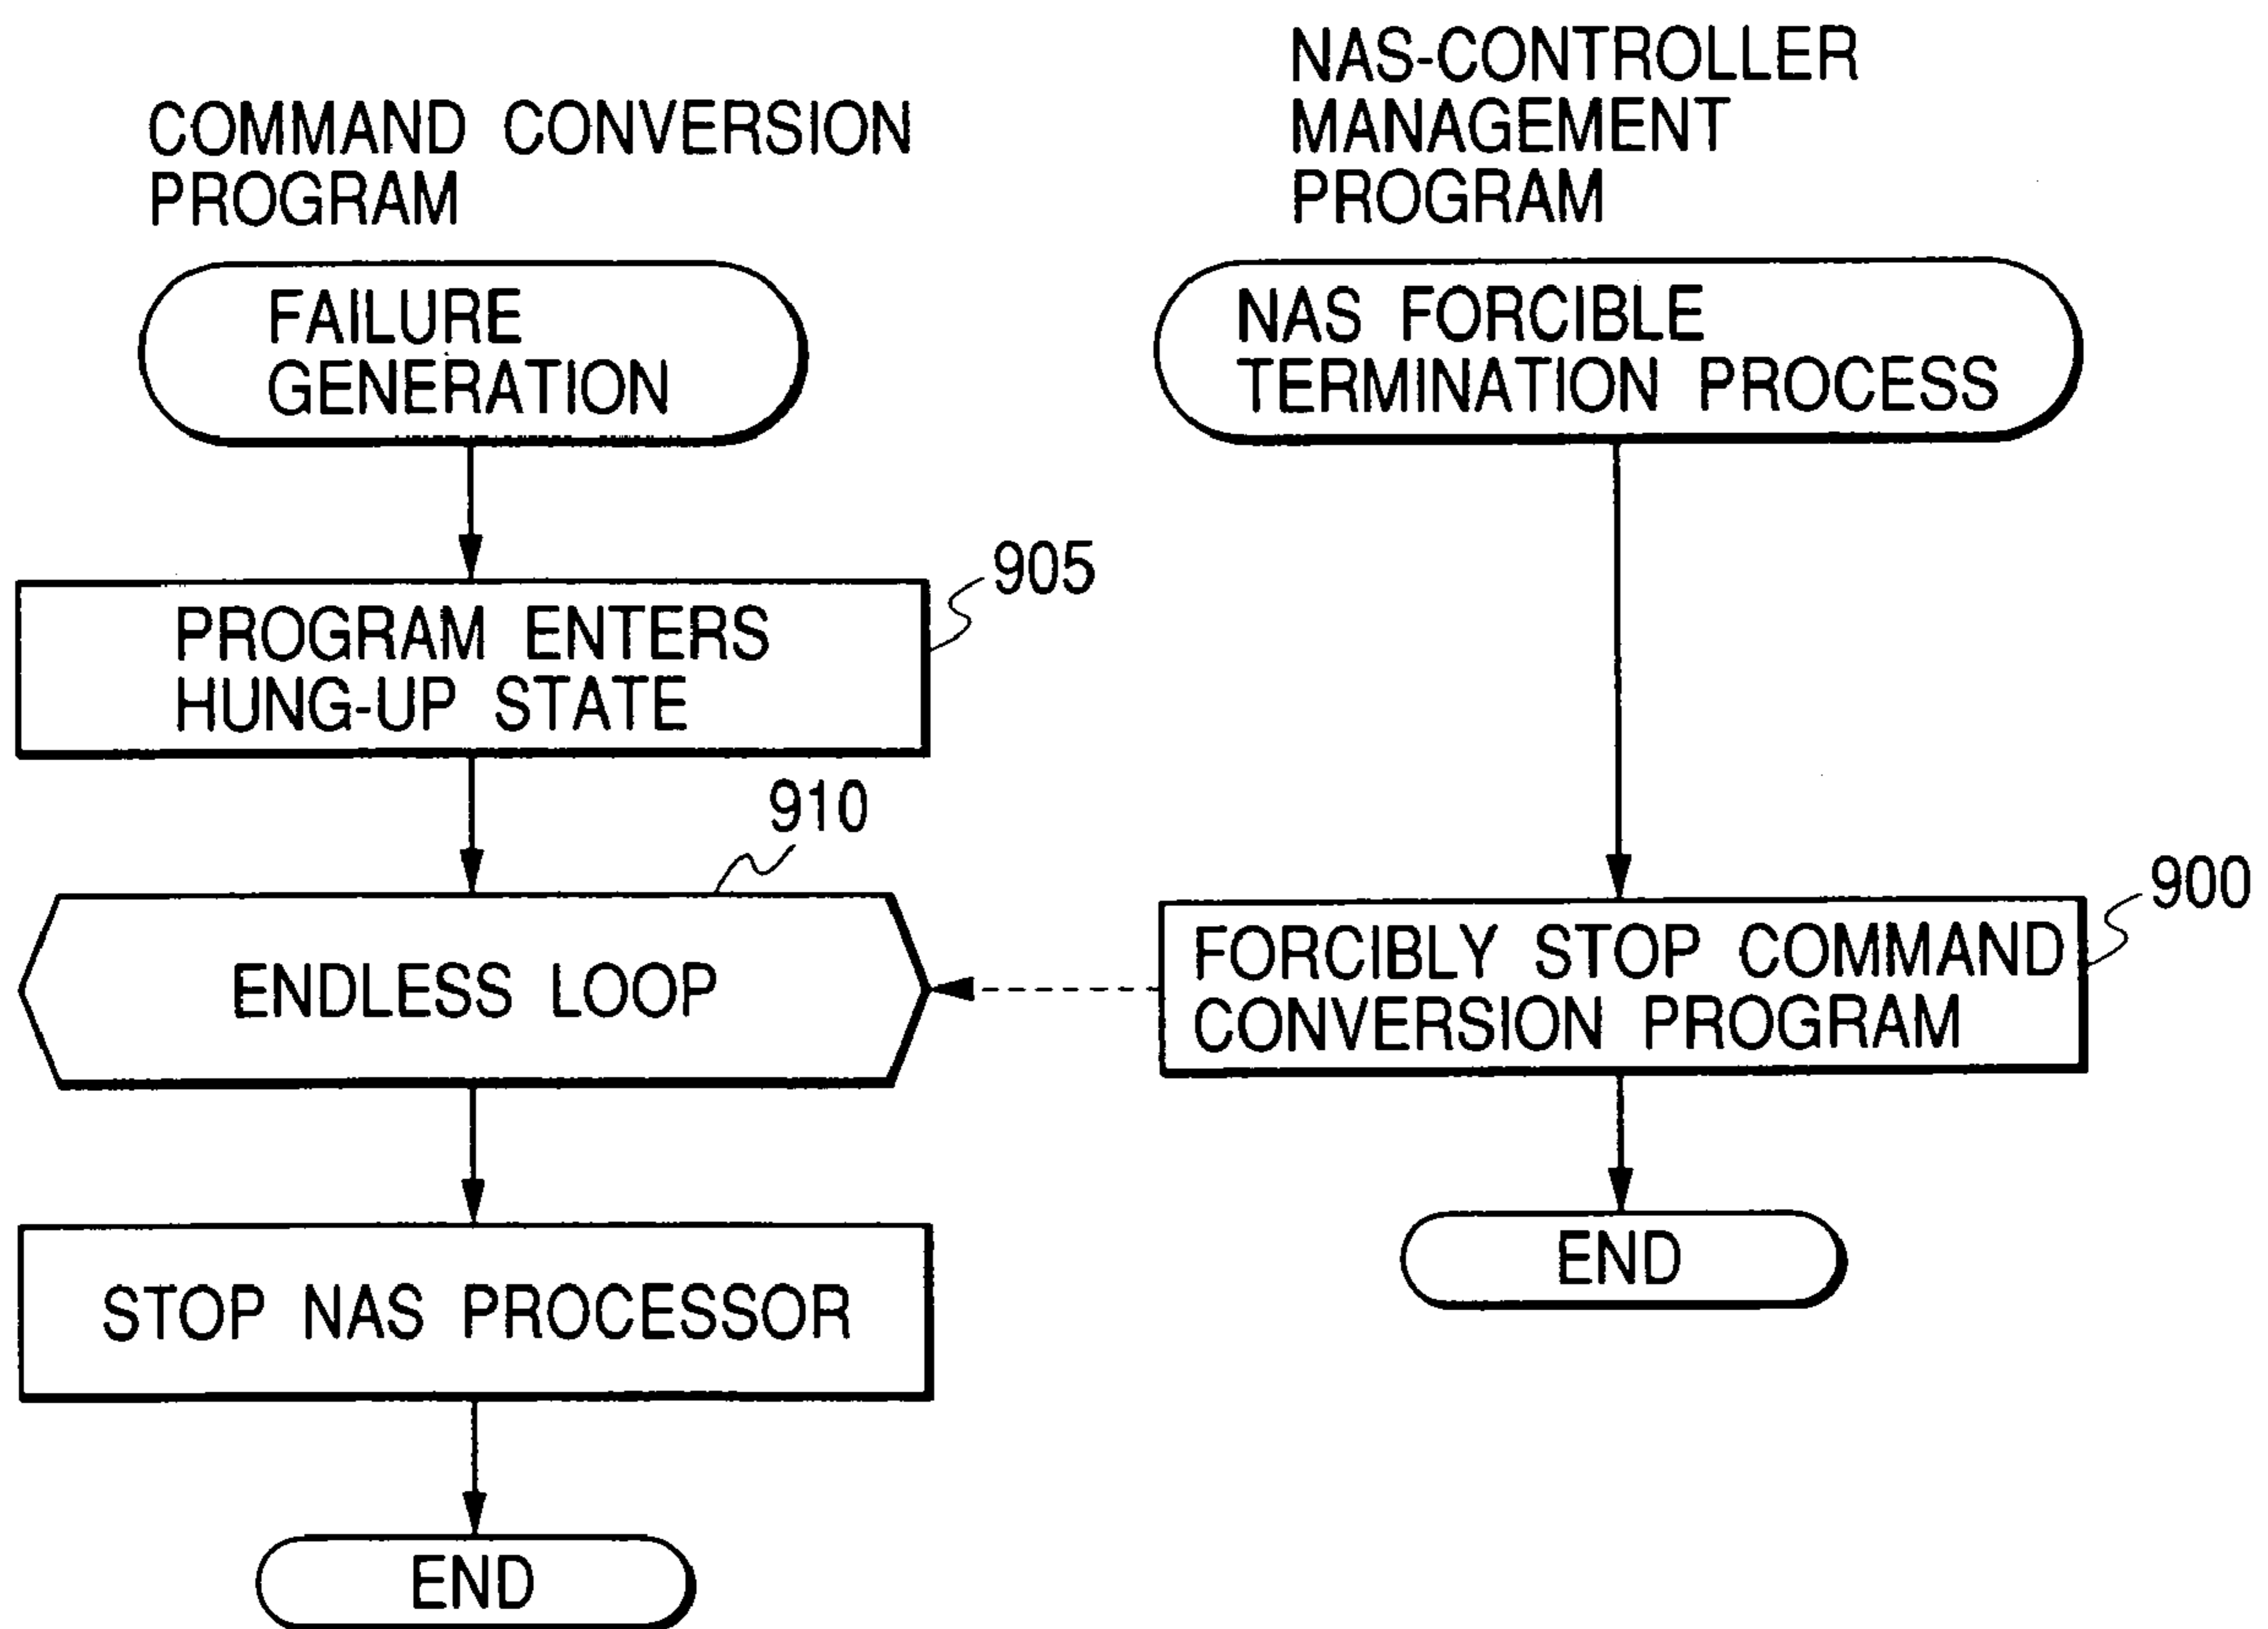 COMMAND CONVERSION
PROGRAM
FAILURE
GENERATION
905
PROGRAM ENTERS
HUNG-UP STATE
910
ENDLESS LOOP
STOP NAS PROCESSOR
END
NAS-CONTROLLER
MANAGEMENT
PROGRAM
NAS FORCIBLE
TERMINATION PROCESS
900
FORCIBLY STOP COMMAND
CONVERSION PROGRAM
END